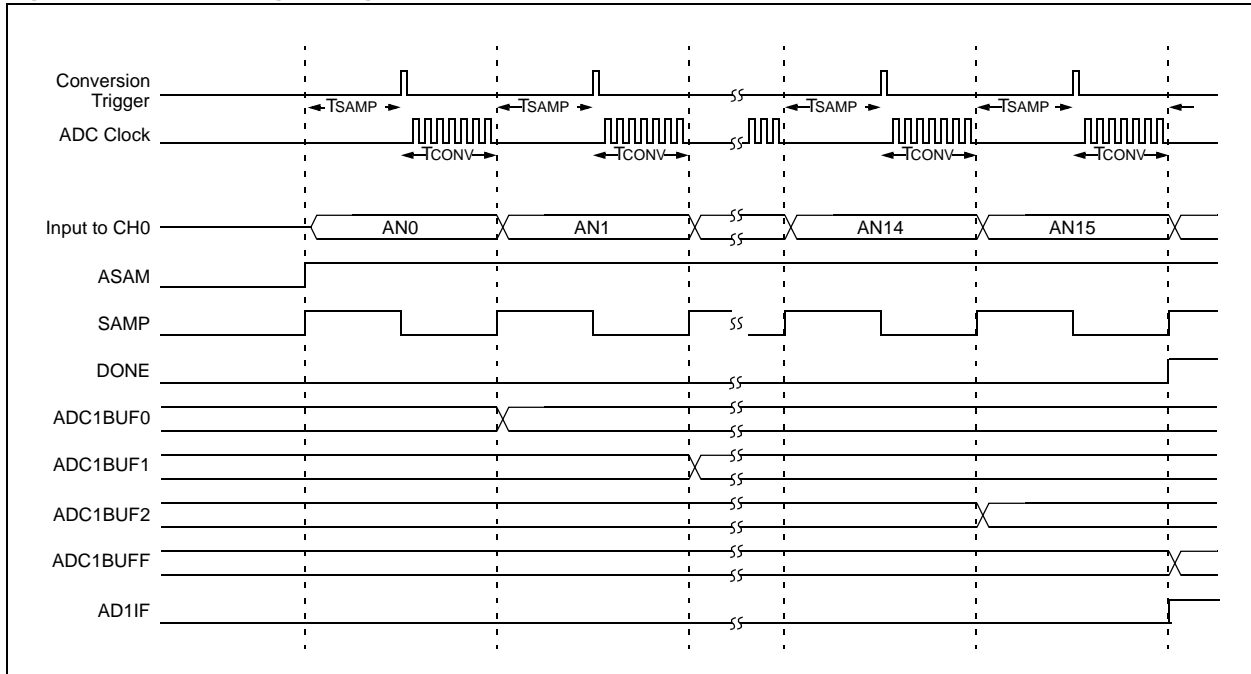 Conversion
Trigger
TSAMP TSAMP TSAMP TSAMP
ADC Clock
TCONV TCONV TCONV TCONV
Input to CH0 AN0 AN1 AN14 AN15
ASAM
SAMP
DONE
ADC1BUF0
ADC1BUF1
ADC1BUF2
ADC1BUFF
AD1IF